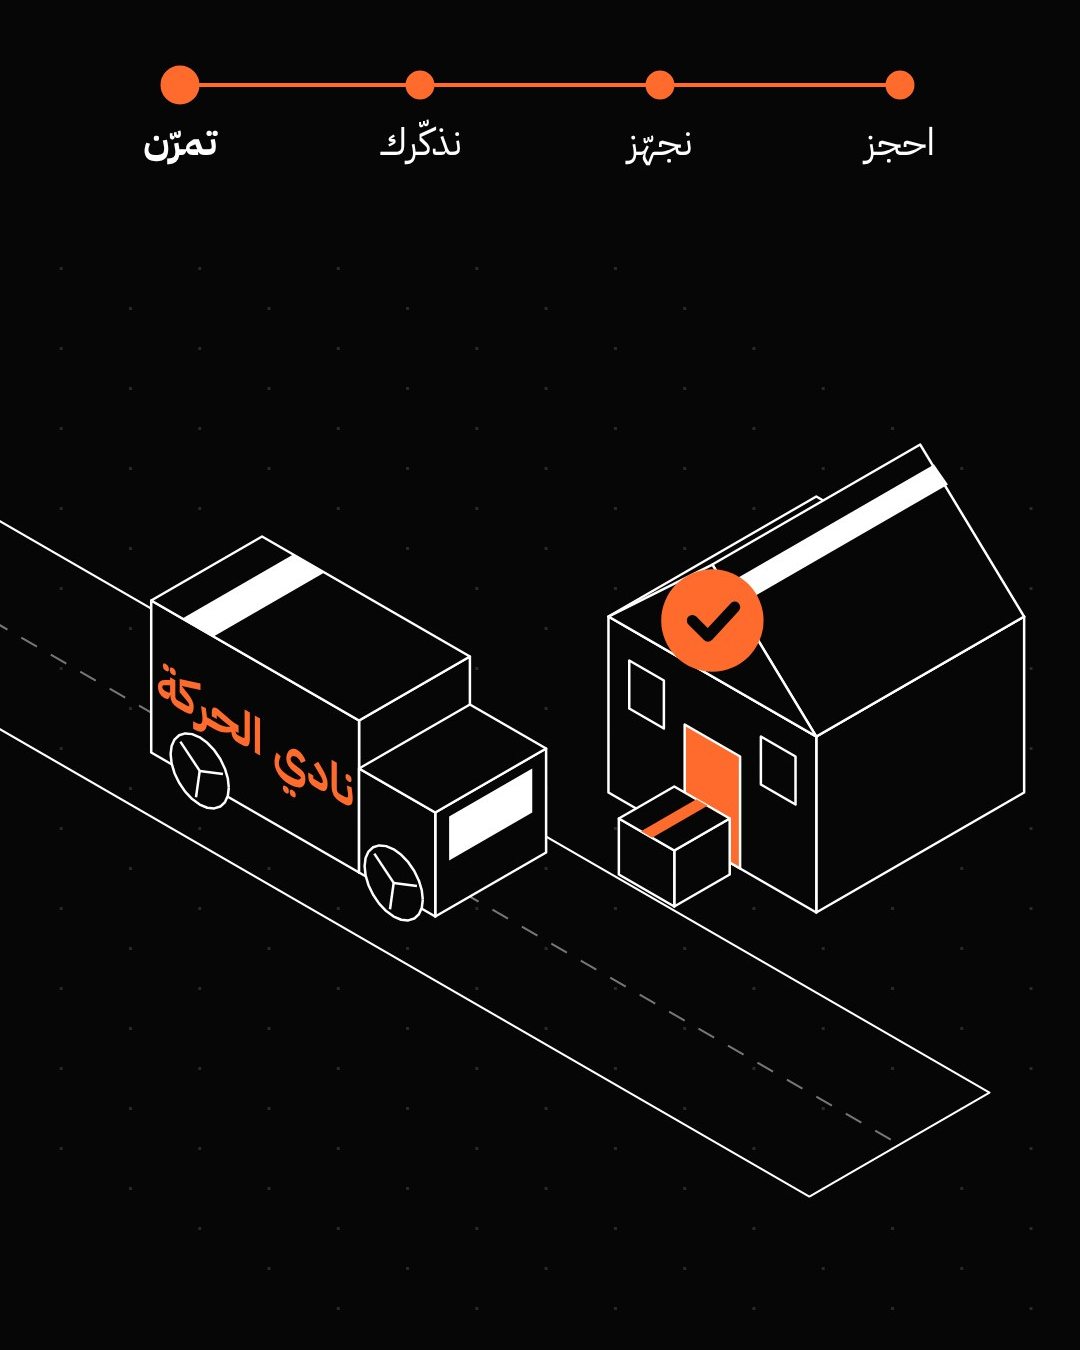 احجز
نجهّز
نذكّرك
تمرّن
نادي الحركة